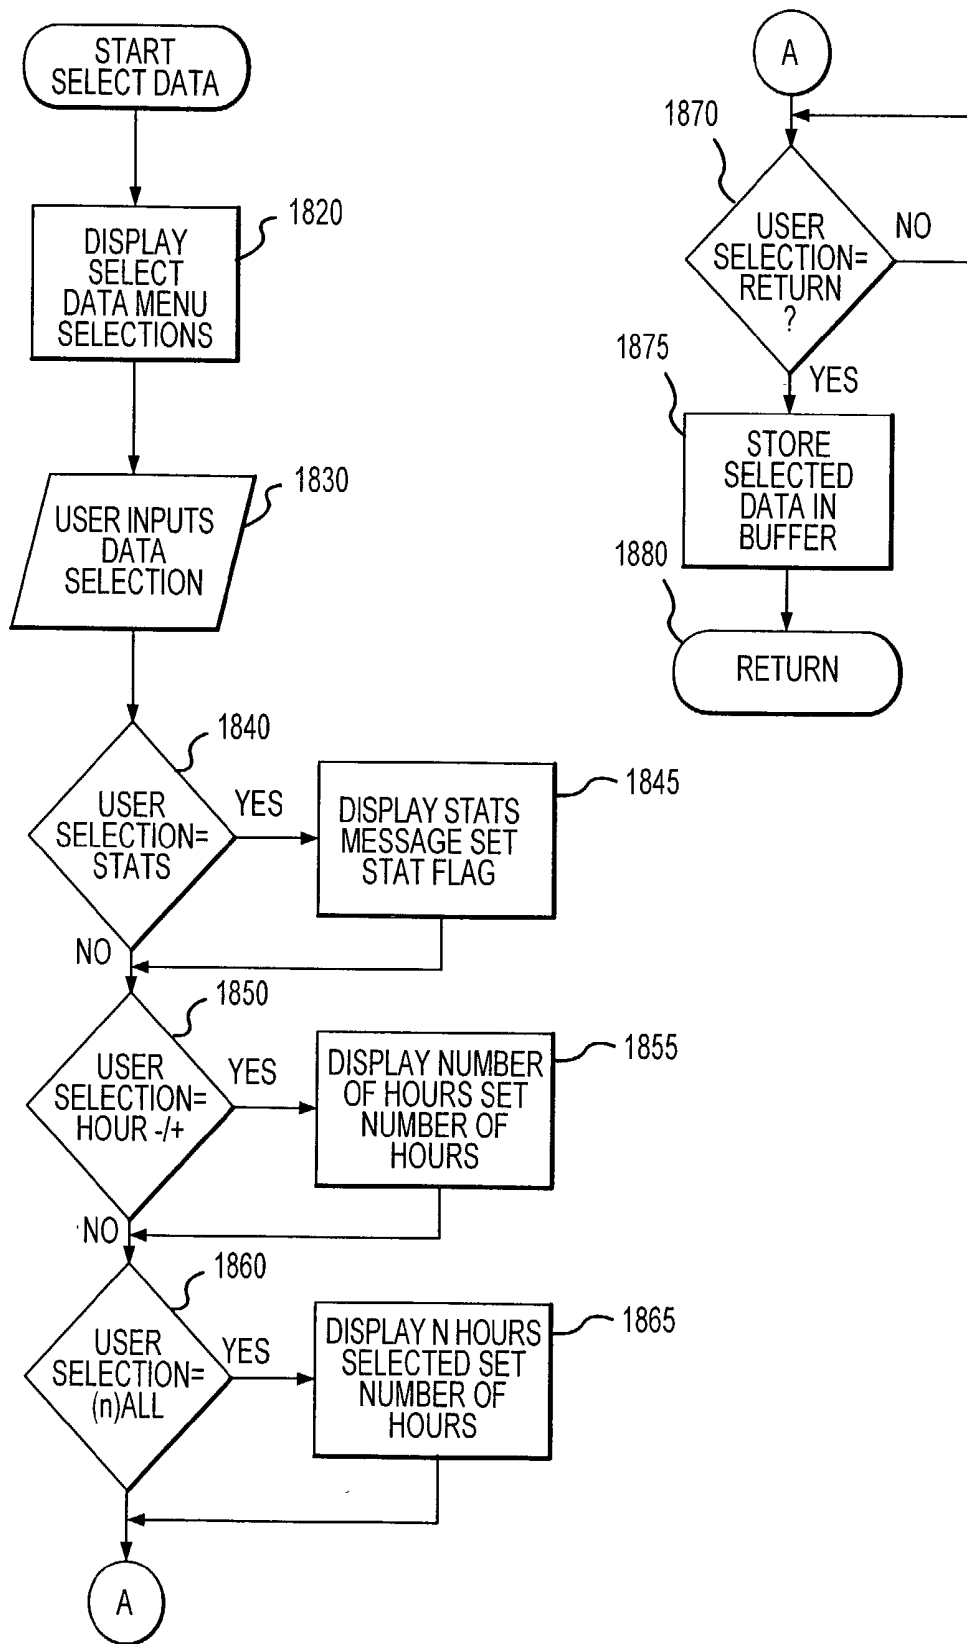 START
SELECT DATA
1820
DISPLAY
SELECT
DATA MENU
SELECTIONS
1830
USER INPUTS
DATA
SELECTION
1840
USER
SELECTION=
STATS
YES
1845
DISPLAY STATS
MESSAGE SET
STAT FLAG
NO
1850
USER
SELECTION=
HOUR -/+
YES
1855
DISPLAY NUMBER
OF HOURS SET
NUMBER OF
HOURS
NO
1860
USER
SELECTION=
(n)ALL
YES
1865
DISPLAY N HOURS
SELECTED SET
NUMBER OF
HOURS
A
A
1870
USER
SELECTION=
RETURN
?
NO
YES
1875
STORE
SELECTED
DATA IN
BUFFER
1880
RETURN